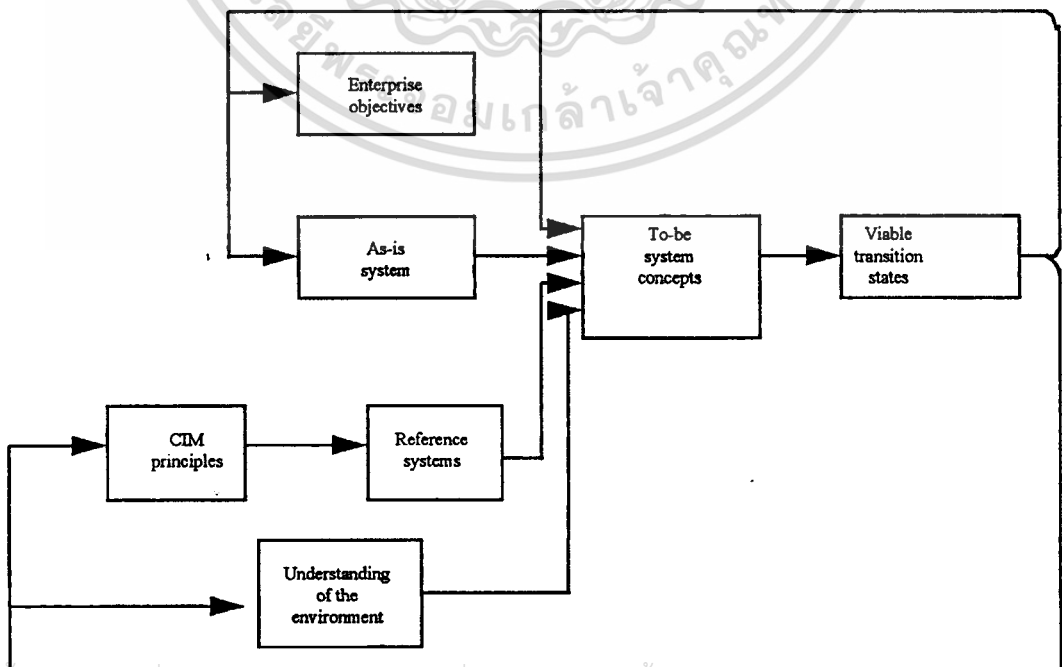 Enterprise
objectives
As-is
system
To-be
system
concepts
Viable
transition
states
CIM
principles
Reference
systems
Understanding
of the
environment